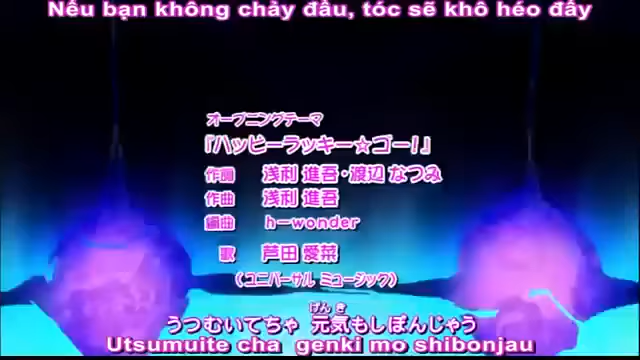 Nếu bạn không chảy đầu, tóc sẽ khô héo đấy
オープニングテーマ
『ハッピーラッキー☆ゴー!』
作詞 浅利 進吾・渡辺 なつみ
作曲 浅利 進吾
編曲 h-wonder
歌 芦田 愛菜
(ユニバーサル ミュージック)
げんき
うつむいてちゃ 元気もしぼんじゃう
Utsumuite cha genki mo shibonjau